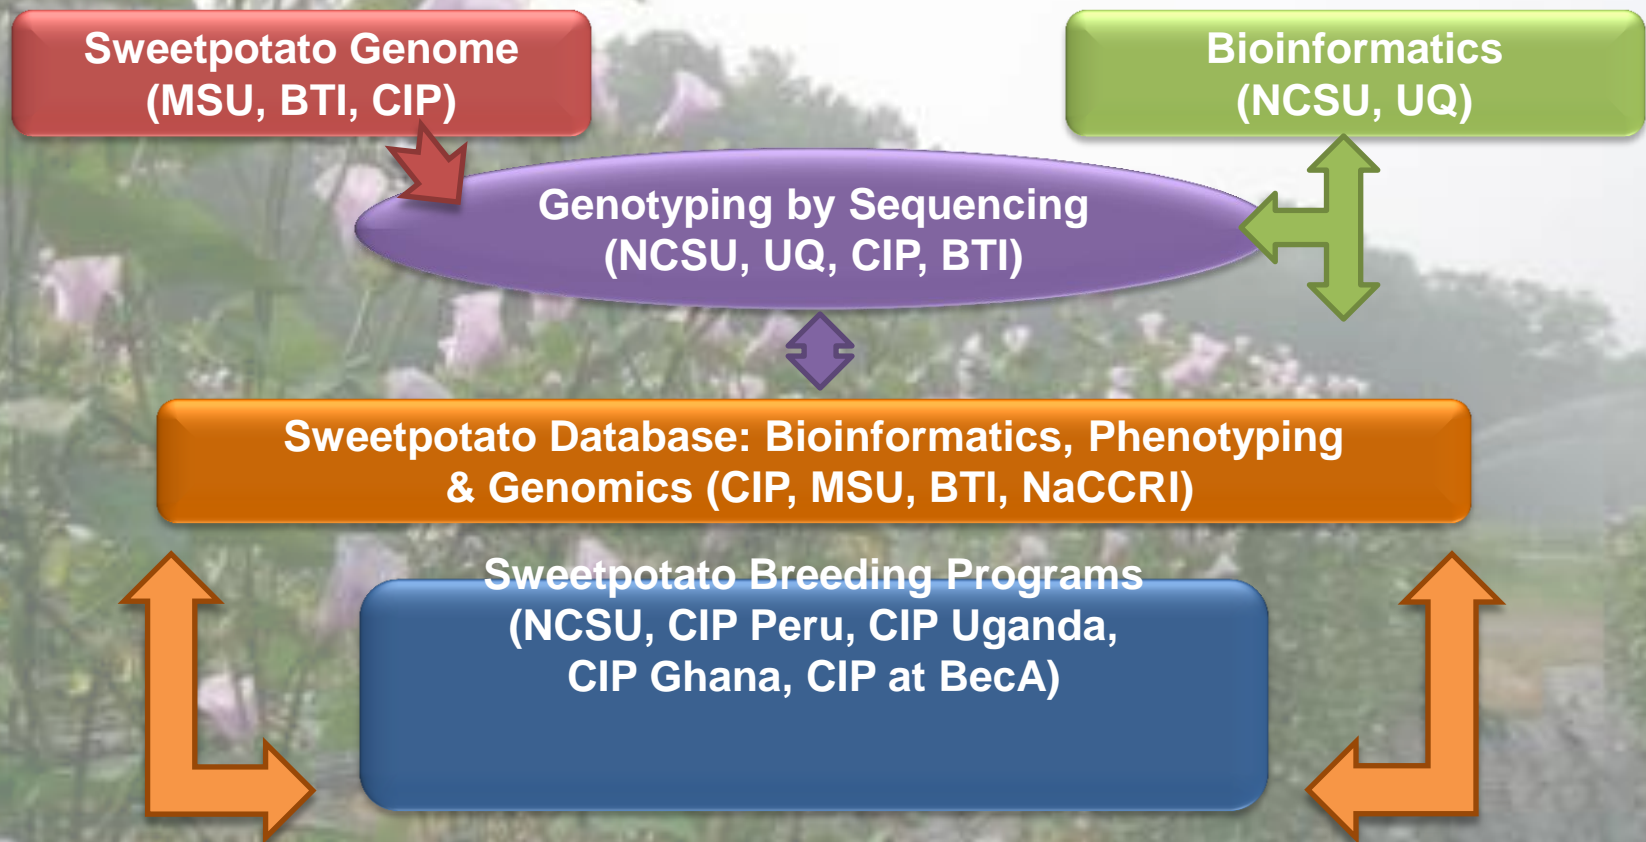 Sweetpotato Genome
(MSU, BTI, CIP)
Bioinformatics
(NCSU, UQ)
Genotyping by Sequencing
(NCSU, UQ, CIP, BTI)
Sweetpotato Database: Bioinformatics, Phenotyping
& Genomics (CIP, MSU, BTI, NaCCRI)
Sweetpotato Breeding Programs
(NCSU, CIP Peru, CIP Uganda,
CIP Ghana, CIP at BecA)